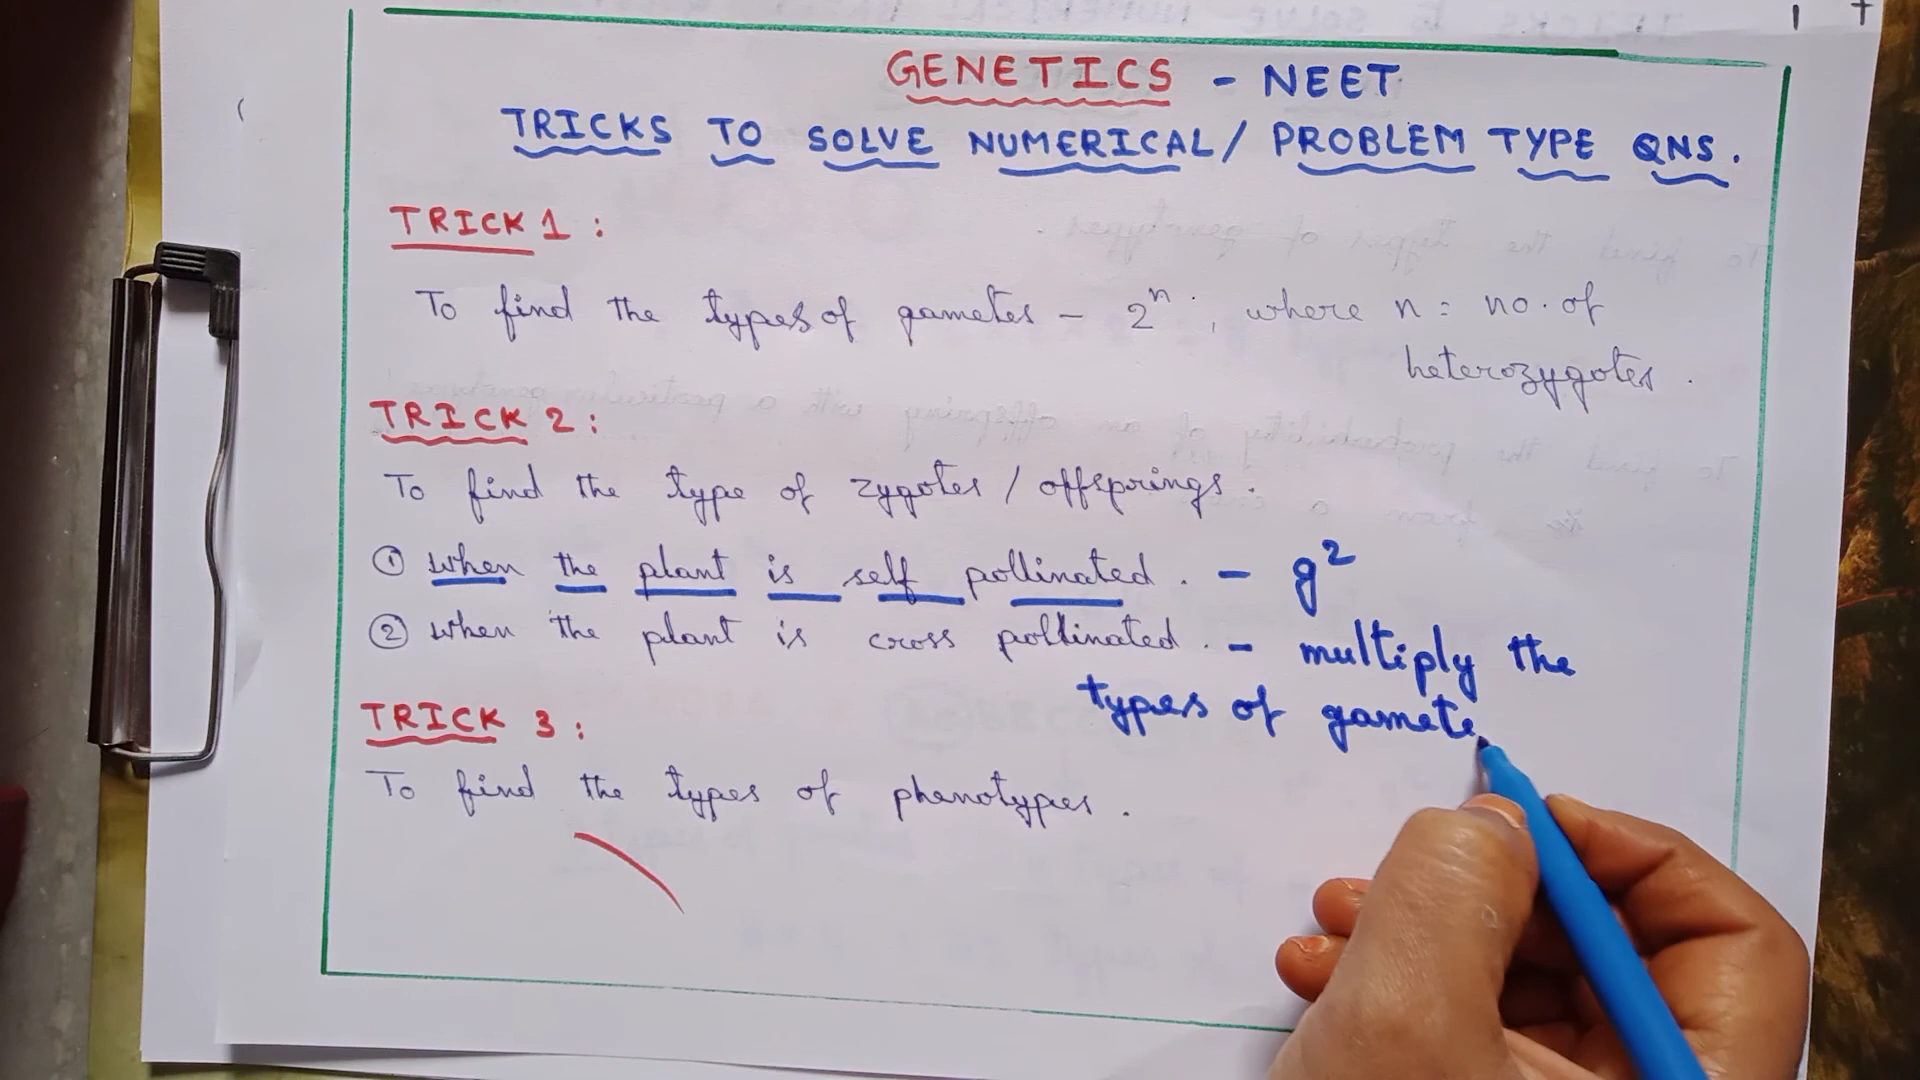 GENETICS - NEET
TRICKS TO SOLVE NUMERICAL / PROBLEM TYPE QNS.
TRICK 1 :
To find the types of gametes - 2ⁿ ; where n = no. of
heterozygotes .
TRICK 2 :
To find the type of zygotes / offsprings .
① when the plant is self pollinated . - g²
② when the plant is cross pollinated . - multiply the
types of gamete
TRICK 3 :
To find the types of phenotypes .